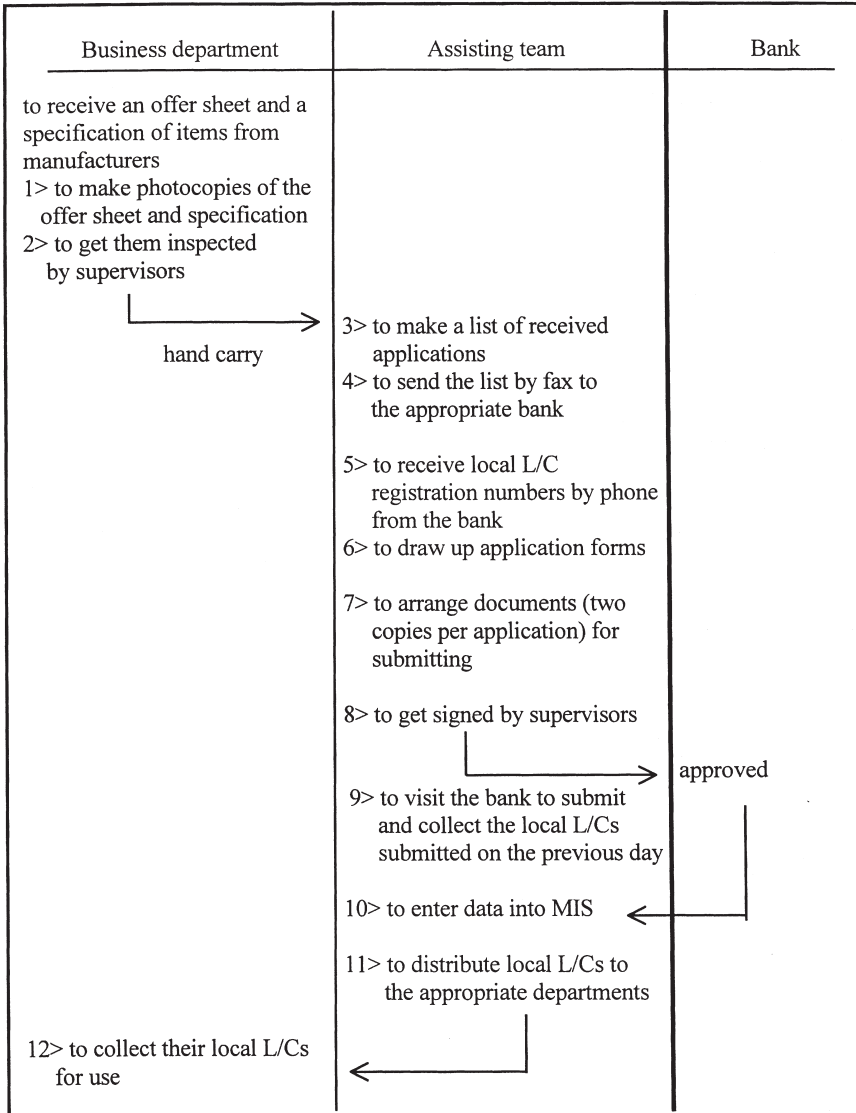 Business department
Assisting team
Bank
to receive an offer sheet and a
specification of items from
manufacturers
1> to make photocopies of the
offer sheet and specification
2> to get them inspected
by supervisors
hand carry
3> to make a list of received
applications
4> to send the list by fax to
the appropriate bank
5> to receive local L/C
registration numbers by phone
from the bank
6> to draw up application forms
7> to arrange documents (two
copies per application) for
submitting
8> to get signed by supervisors
approved
9> to visit the bank to submit
and collect the local L/Cs
submitted on the previous day
10> to enter data into MIS
11> to distribute local L/Cs to
the appropriate departments
12> to collect their local L/Cs
for use